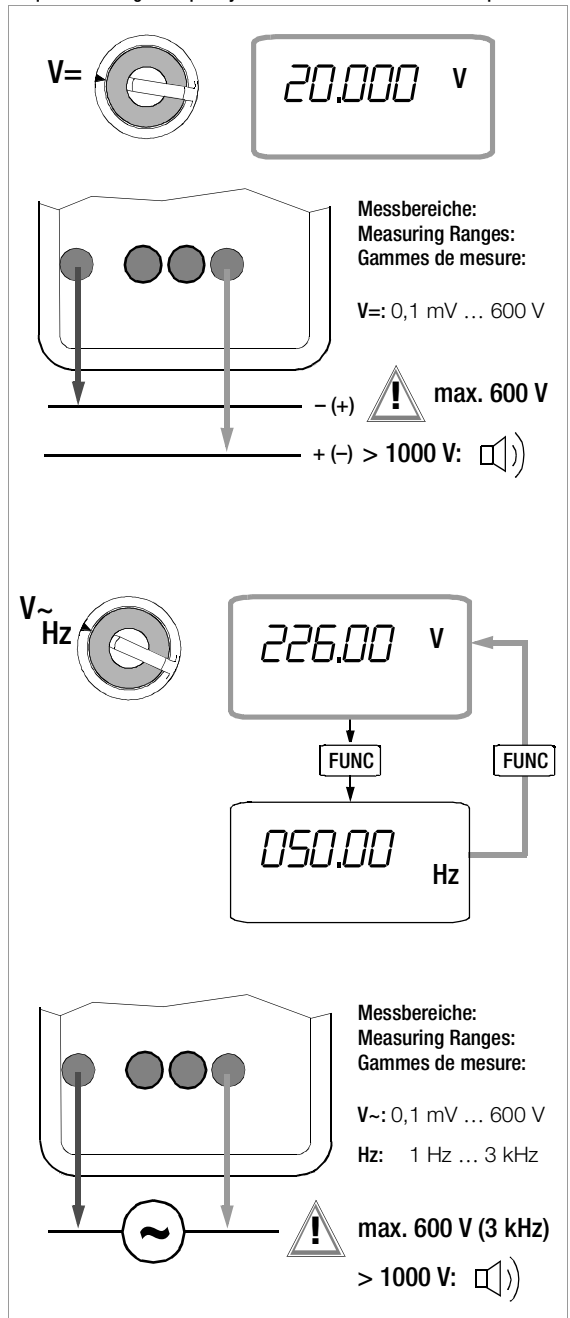 V=
20.000 V
Messbereiche:
Measuring Ranges:
Gammes de mesure:
V=: 0,1 mV … 600 V
– (+)
! max. 600 V
+ (–) > 1000 V:
V~
Hz
226.00 V
FUNC
FUNC
050.00 Hz
Messbereiche:
Measuring Ranges:
Gammes de mesure:
V~: 0,1 mV … 600 V
Hz: 1 Hz … 3 kHz
~
! max. 600 V (3 kHz)
> 1000 V: